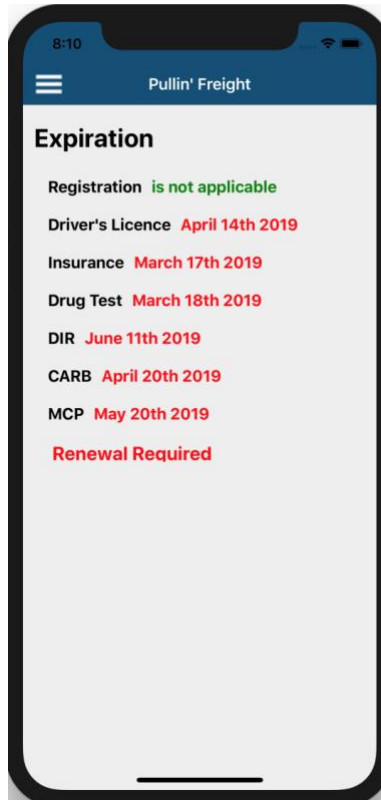 8:10
Pullin' Freight
Expiration
Registration is not applicable
Driver's Licence April 14th 2019
Insurance March 17th 2019
Drug Test March 18th 2019
DIR June 11th 2019
CARB April 20th 2019
MCP May 20th 2019
Renewal Required